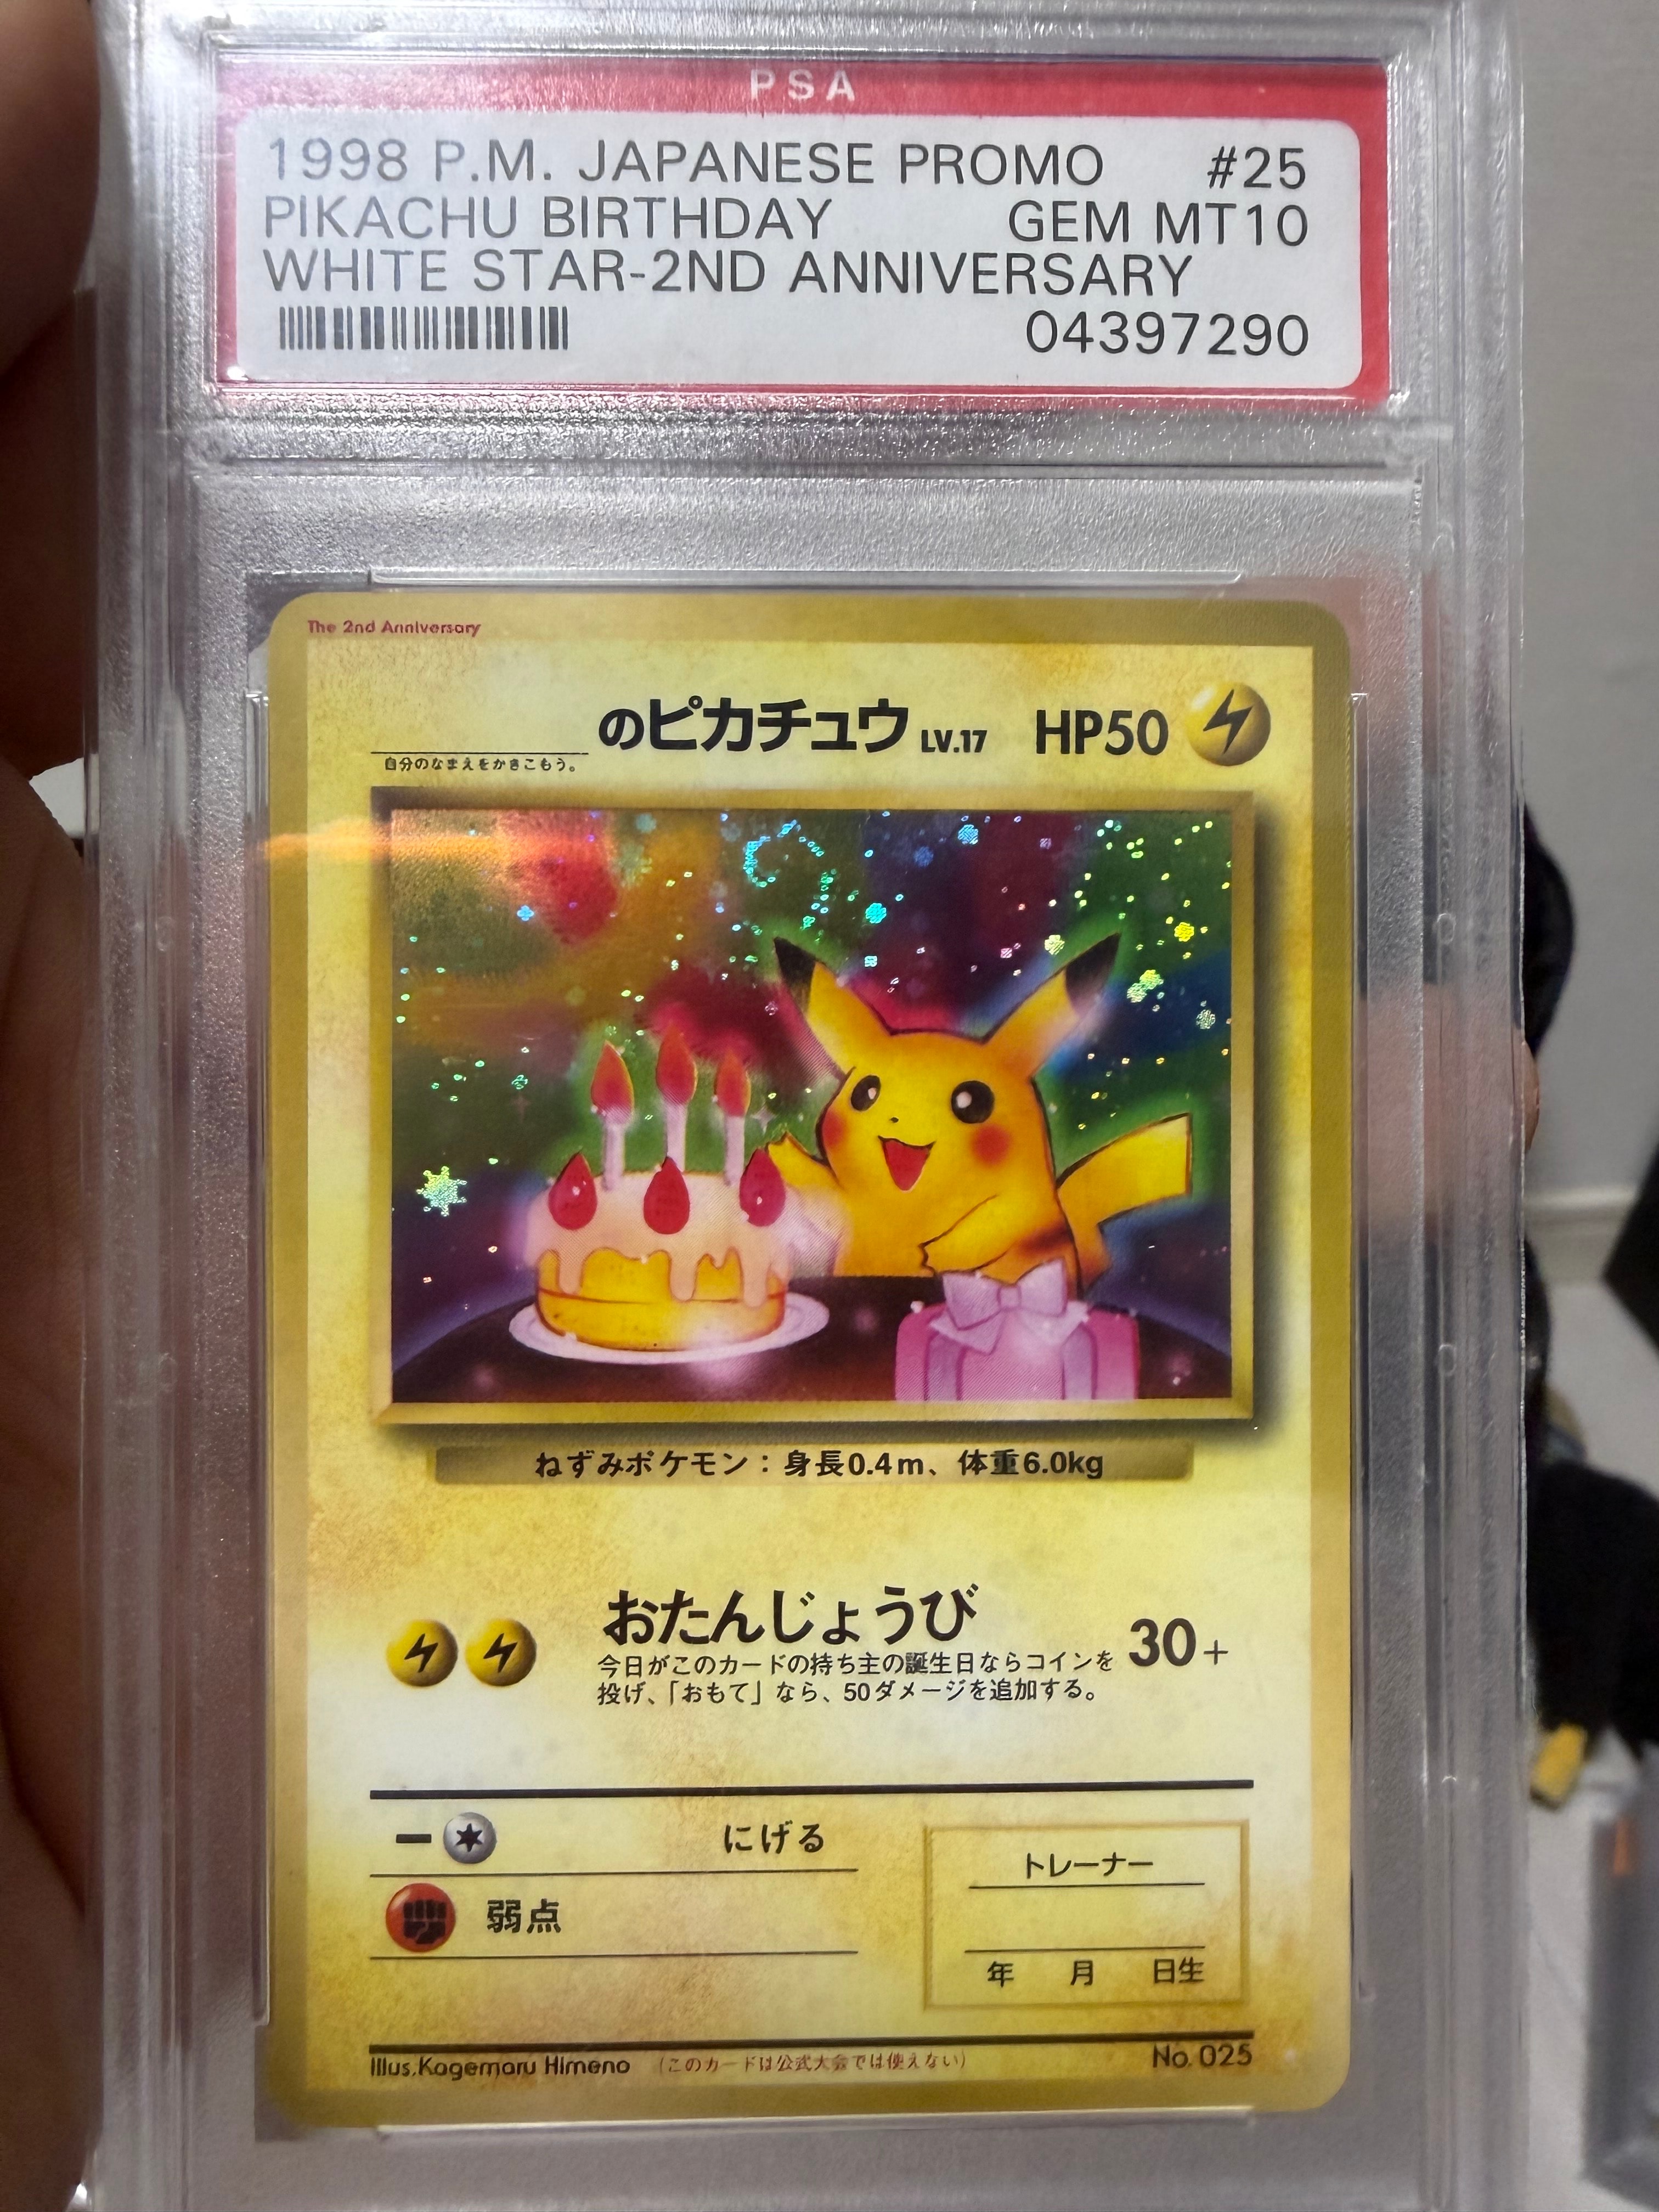 PSA
1998 P.M. JAPANESE PROMO #25
PIKACHU BIRTHDAY GEM MT10
WHITE STAR-2ND ANNIVERSARY
04397290
The 2nd Anniversary
のピカチュウ LV.17 HP50
自分のなまえをかきこもう。
ねずみポケモン：身長0.4m、体重6.0kg
おたんじょうび
30+
今日がこのカードの持ち主の誕生日ならコインを
投げ、「おもて」なら、50ダメージを追加する。
にげる
弱点
トレーナー
年 月 日生
Illus.Kagemaru Himeno （このカードは公式大会では使えない） No. 025